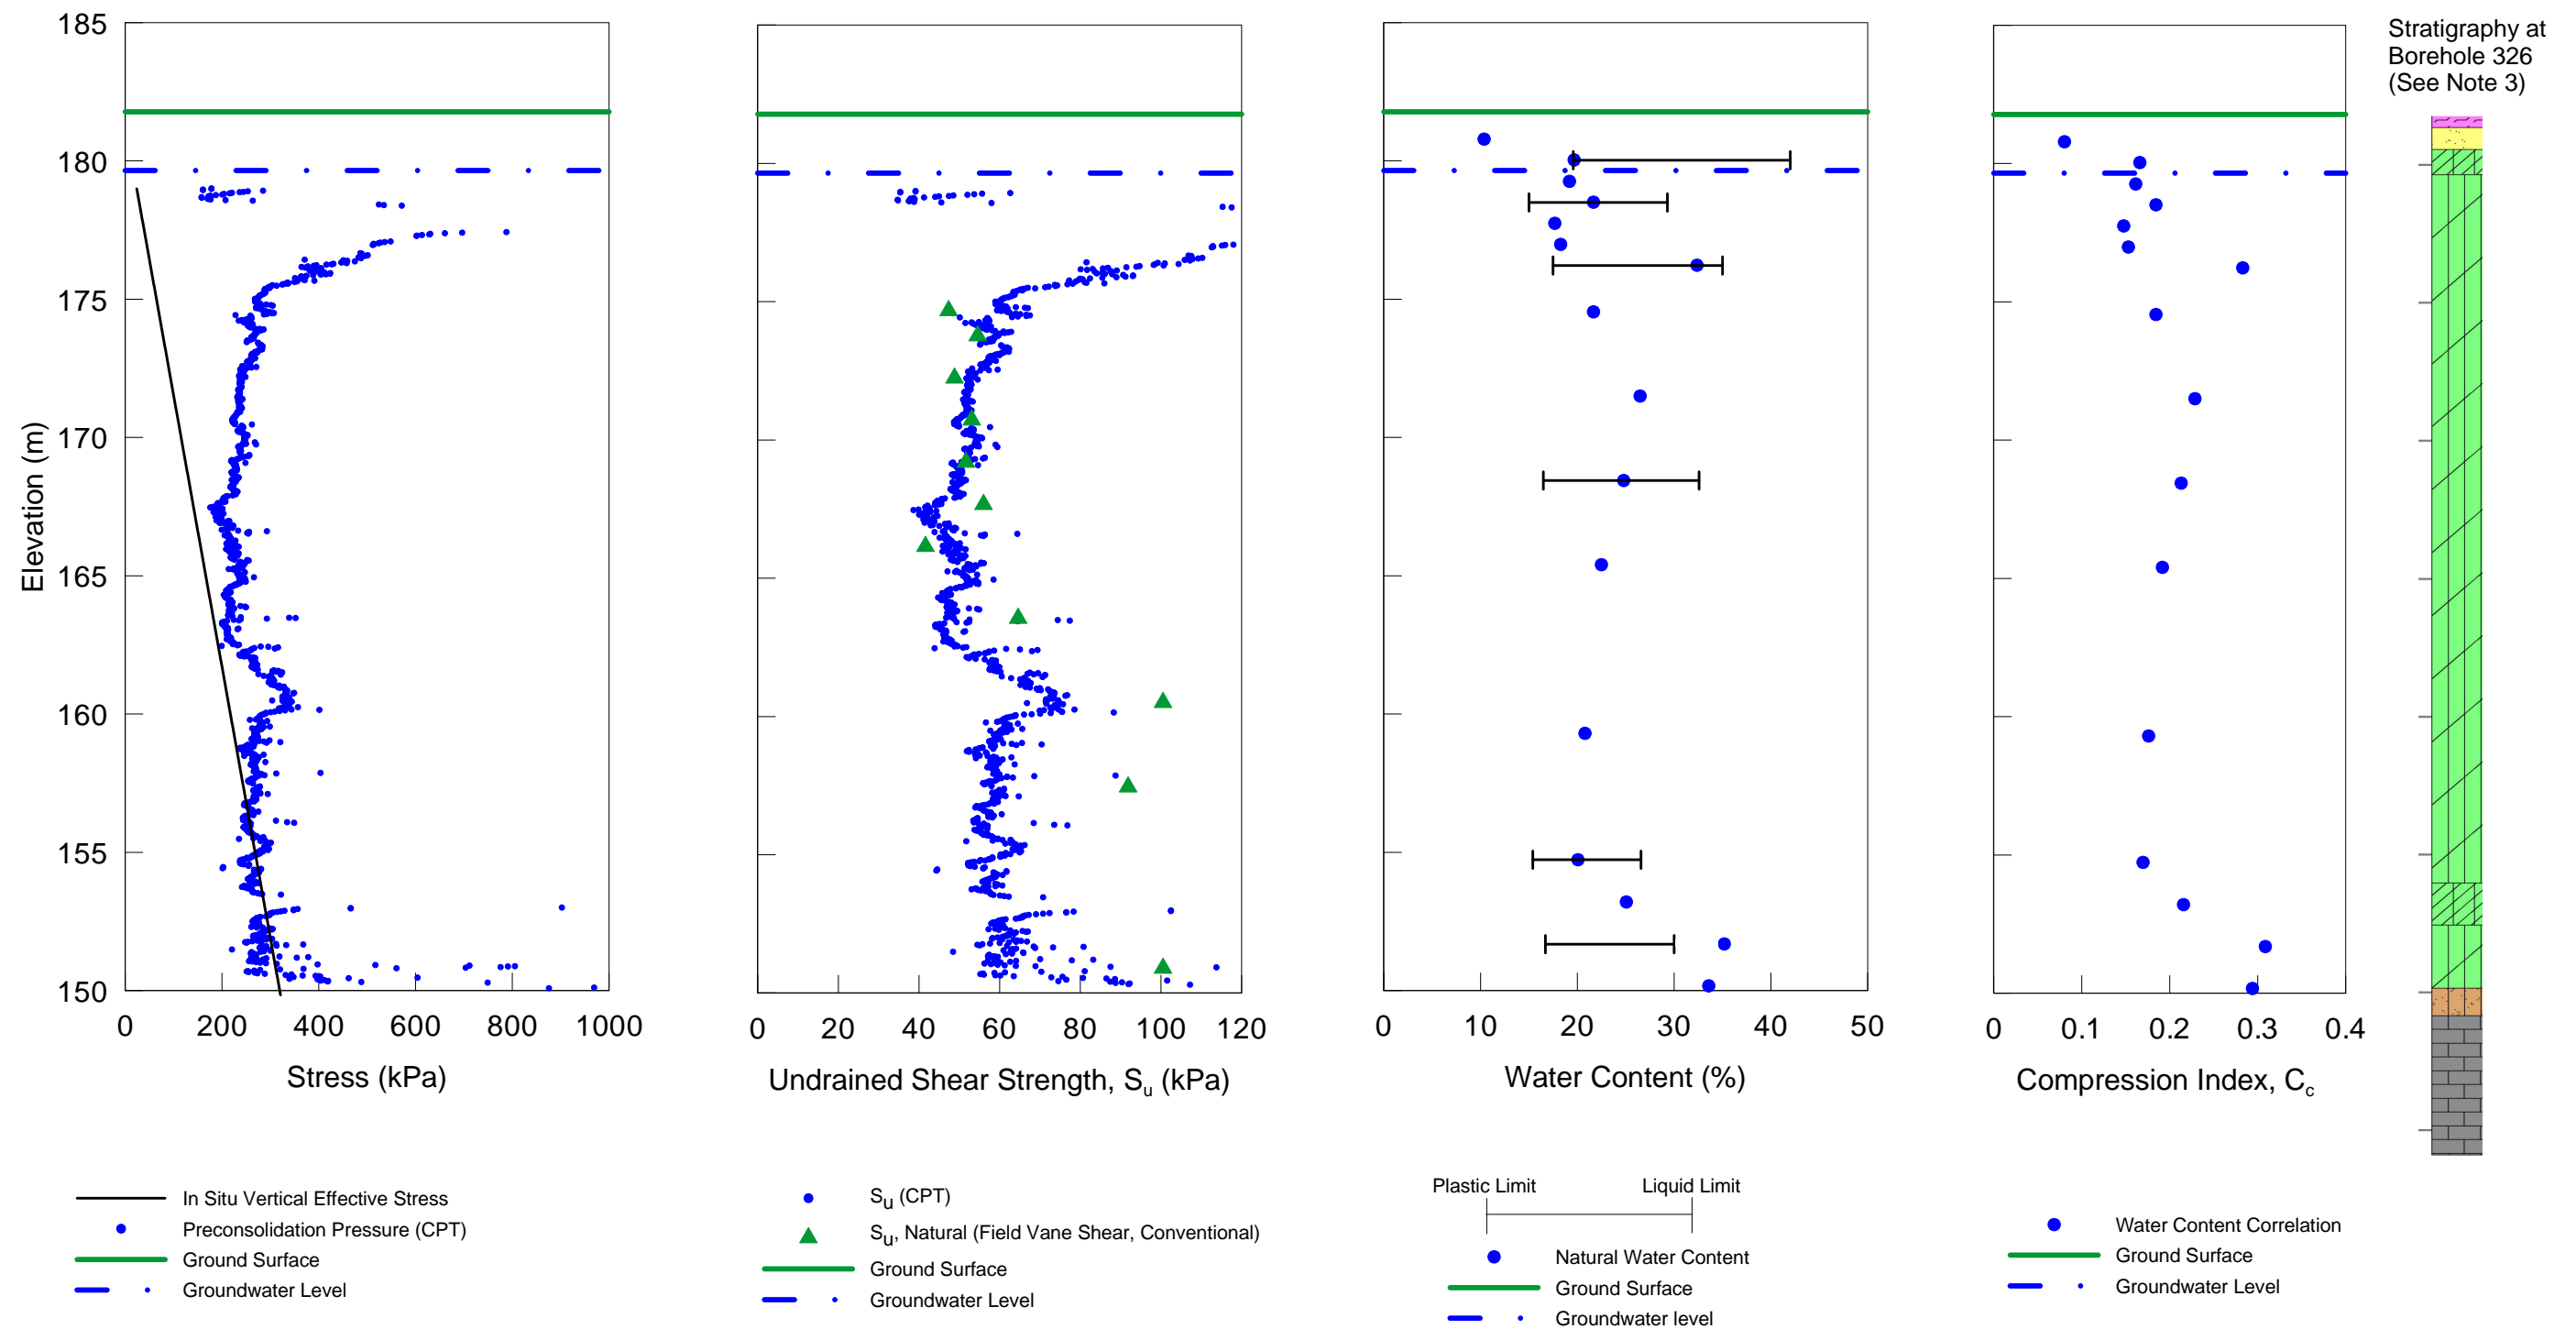 185
180
175
170
165
160
155
150
Elevation (m)
0 200 400 600 800 1000
Stress (kPa)
In Situ Vertical Effective Stress
Preconsolidation Pressure (CPT)
Ground Surface
Groundwater Level
0 20 40 60 80 100 120
Undrained Shear Strength, Su (kPa)
Su (CPT)
Su, Natural (Field Vane Shear, Conventional)
Ground Surface
Groundwater Level
0 10 20 30 40 50
Water Content (%)
Plastic Limit Liquid Limit
Natural Water Content
Ground Surface
Groundwater level
0 0.1 0.2 0.3 0.4
Compression Index, Cc
Water Content Correlation
Ground Surface
Groundwater Level
Stratigraphy at
Borehole 326
(See Note 3)